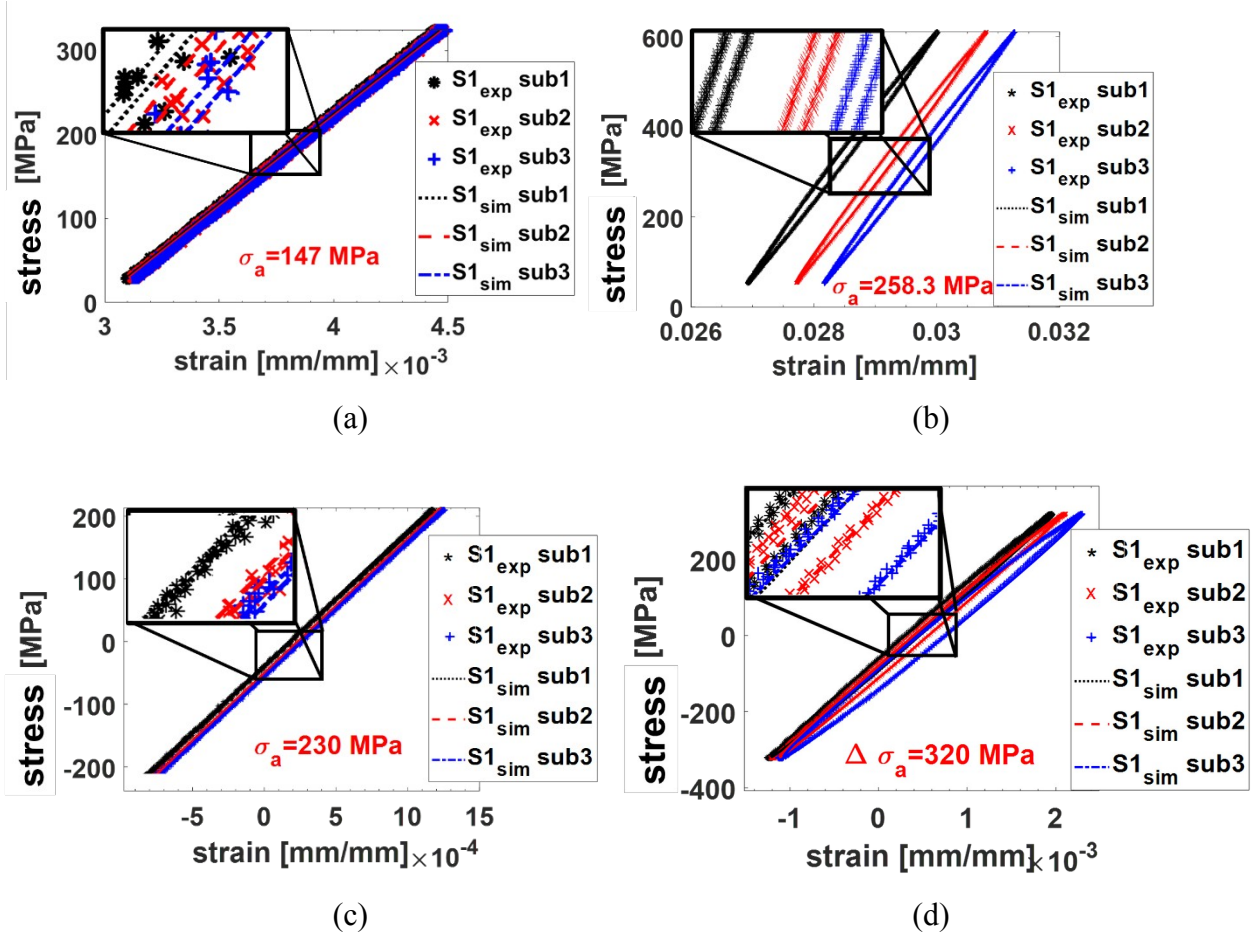 300
200
100
0
stress [MPa]
S1exp sub1
S1exp sub2
S1exp sub3
S1sim sub1
S1sim sub2
S1sim sub3
σa=147 MPa
3 3.5 4 4.5
strain [mm/mm] ×10-3
(a)
600
400
200
0
stress [MPa]
S1exp sub1
S1exp sub2
S1exp sub3
S1sim sub1
S1sim sub2
S1sim sub3
σa=258.3 MPa
0.026 0.028 0.03 0.032
strain [mm/mm]
(b)
200
100
0
-100
-200
stress [MPa]
S1exp sub1
S1exp sub2
S1exp sub3
S1sim sub1
S1sim sub2
S1sim sub3
σa=230 MPa
-5 0 5 10 15
strain [mm/mm] ×10-4
(c)
200
0
-200
-400
stress [MPa]
S1exp sub1
S1exp sub2
S1exp sub3
S1sim sub1
S1sim sub2
S1sim sub3
Δ σa=320 MPa
-1 0 1 2
strain [mm/mm] ×10-3
(d)